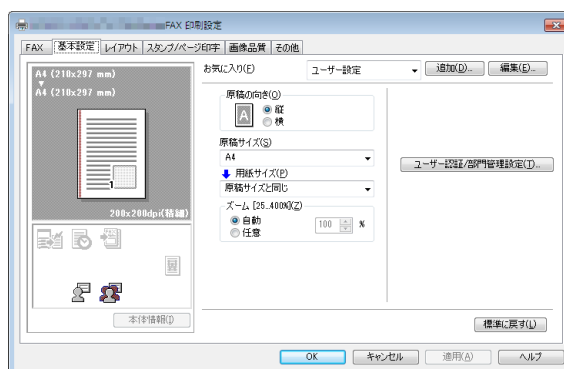 FAX 印刷設定
FAX 基本設定 レイアウト スタンプ/ページ印字 画像品質 その他
A4 (210x297 mm)
A4 (210x297 mm)
1
200x200dpi(精細)
本体情報(J)
お気に入り(F) ユーザー設定 追加(D)... 編集(E)...
原稿の向き(O)
A
縦
横
原稿サイズ(S)
A4
用紙サイズ(P)
原稿サイズと同じ
ズーム [25..400%](Z)
自動
任意
100 %
ユーザー認証/部門管理設定(T)...
標準に戻す(L)
OK キャンセル 適用(A) ヘルプ